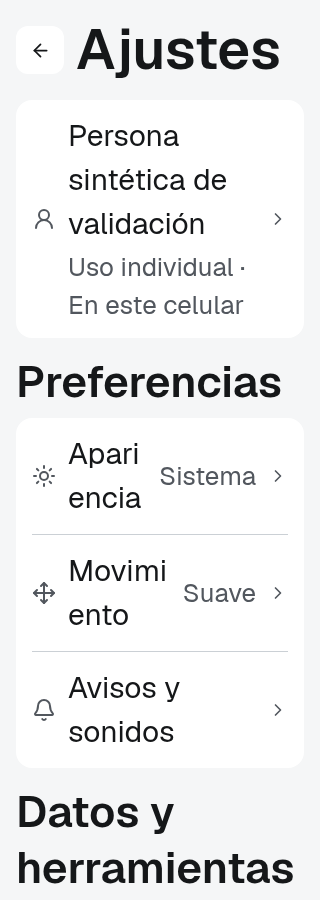 Ajustes
Persona
sintética de
validación
Uso individual ·
En este celular
Preferencias
Apari
encia
Sistema
Movimi
ento
Suave
Avisos y
sonidos
Datos y
herramientas